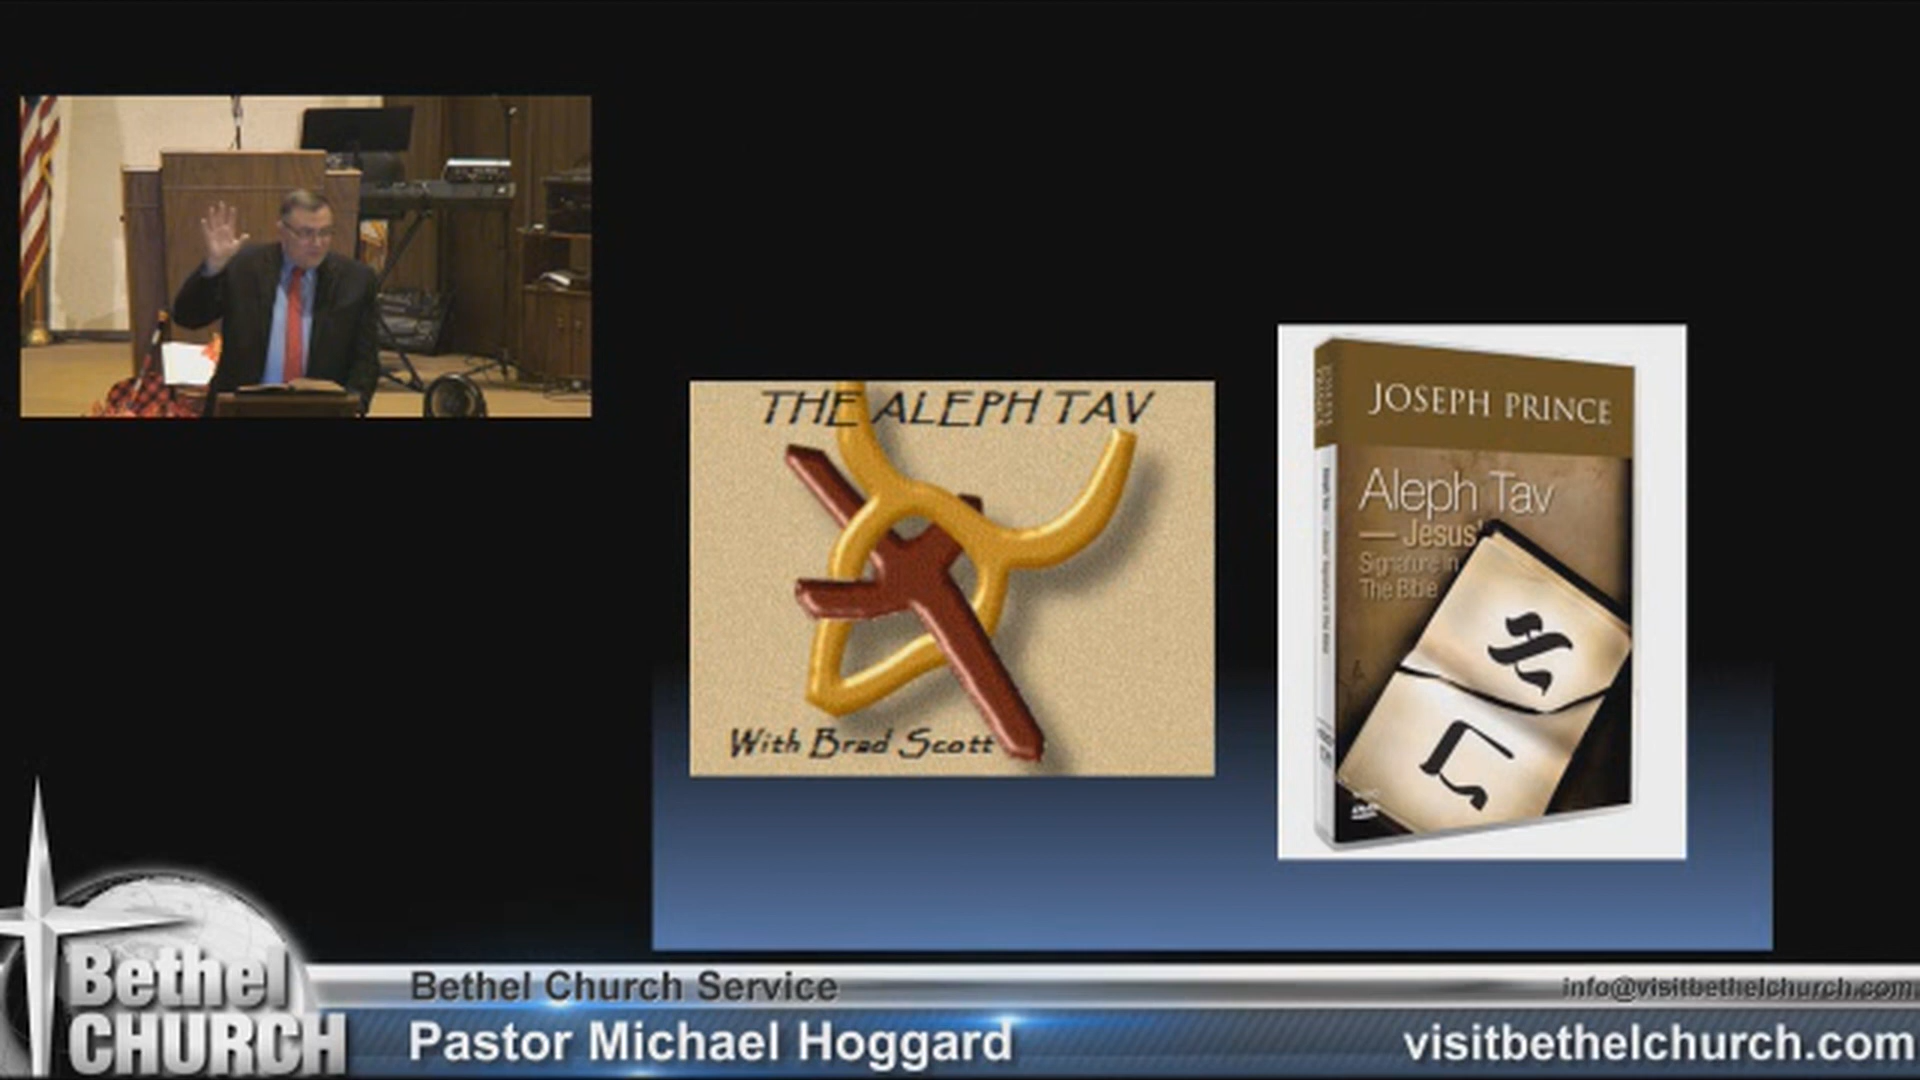 THE ALEPH TAV
With Brad Scott
JOSEPH PRINCE
Aleph Tav
— Jesus'
Signature in
The Bible
א
ת
Bethel
CHURCH
Bethel Church Service
info@visitbethelchurch.com
Pastor Michael Hoggard
visitbethelchurch.com